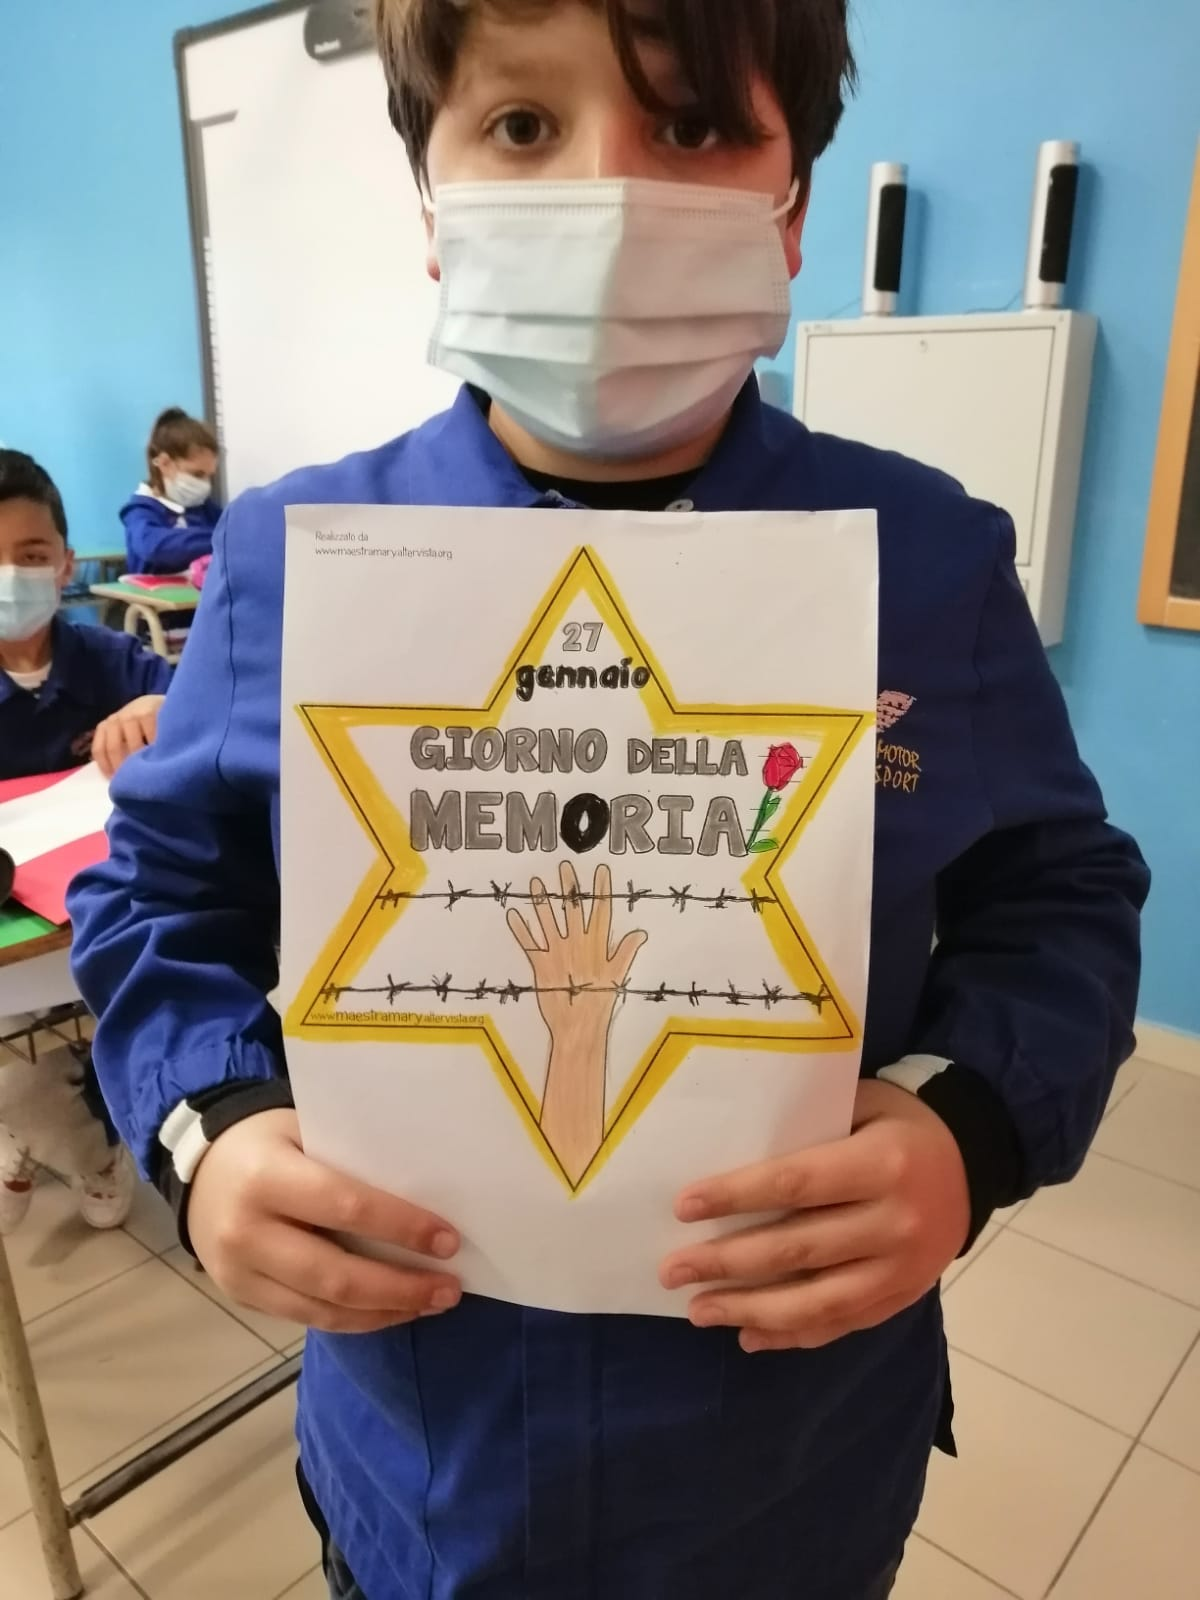 Realizzato da
www.maestramary.altervista.org
27
gennaio
GIORNO DELLA
MEMORIA
www.maestramary.altervista.org
MOTOR
SPORT